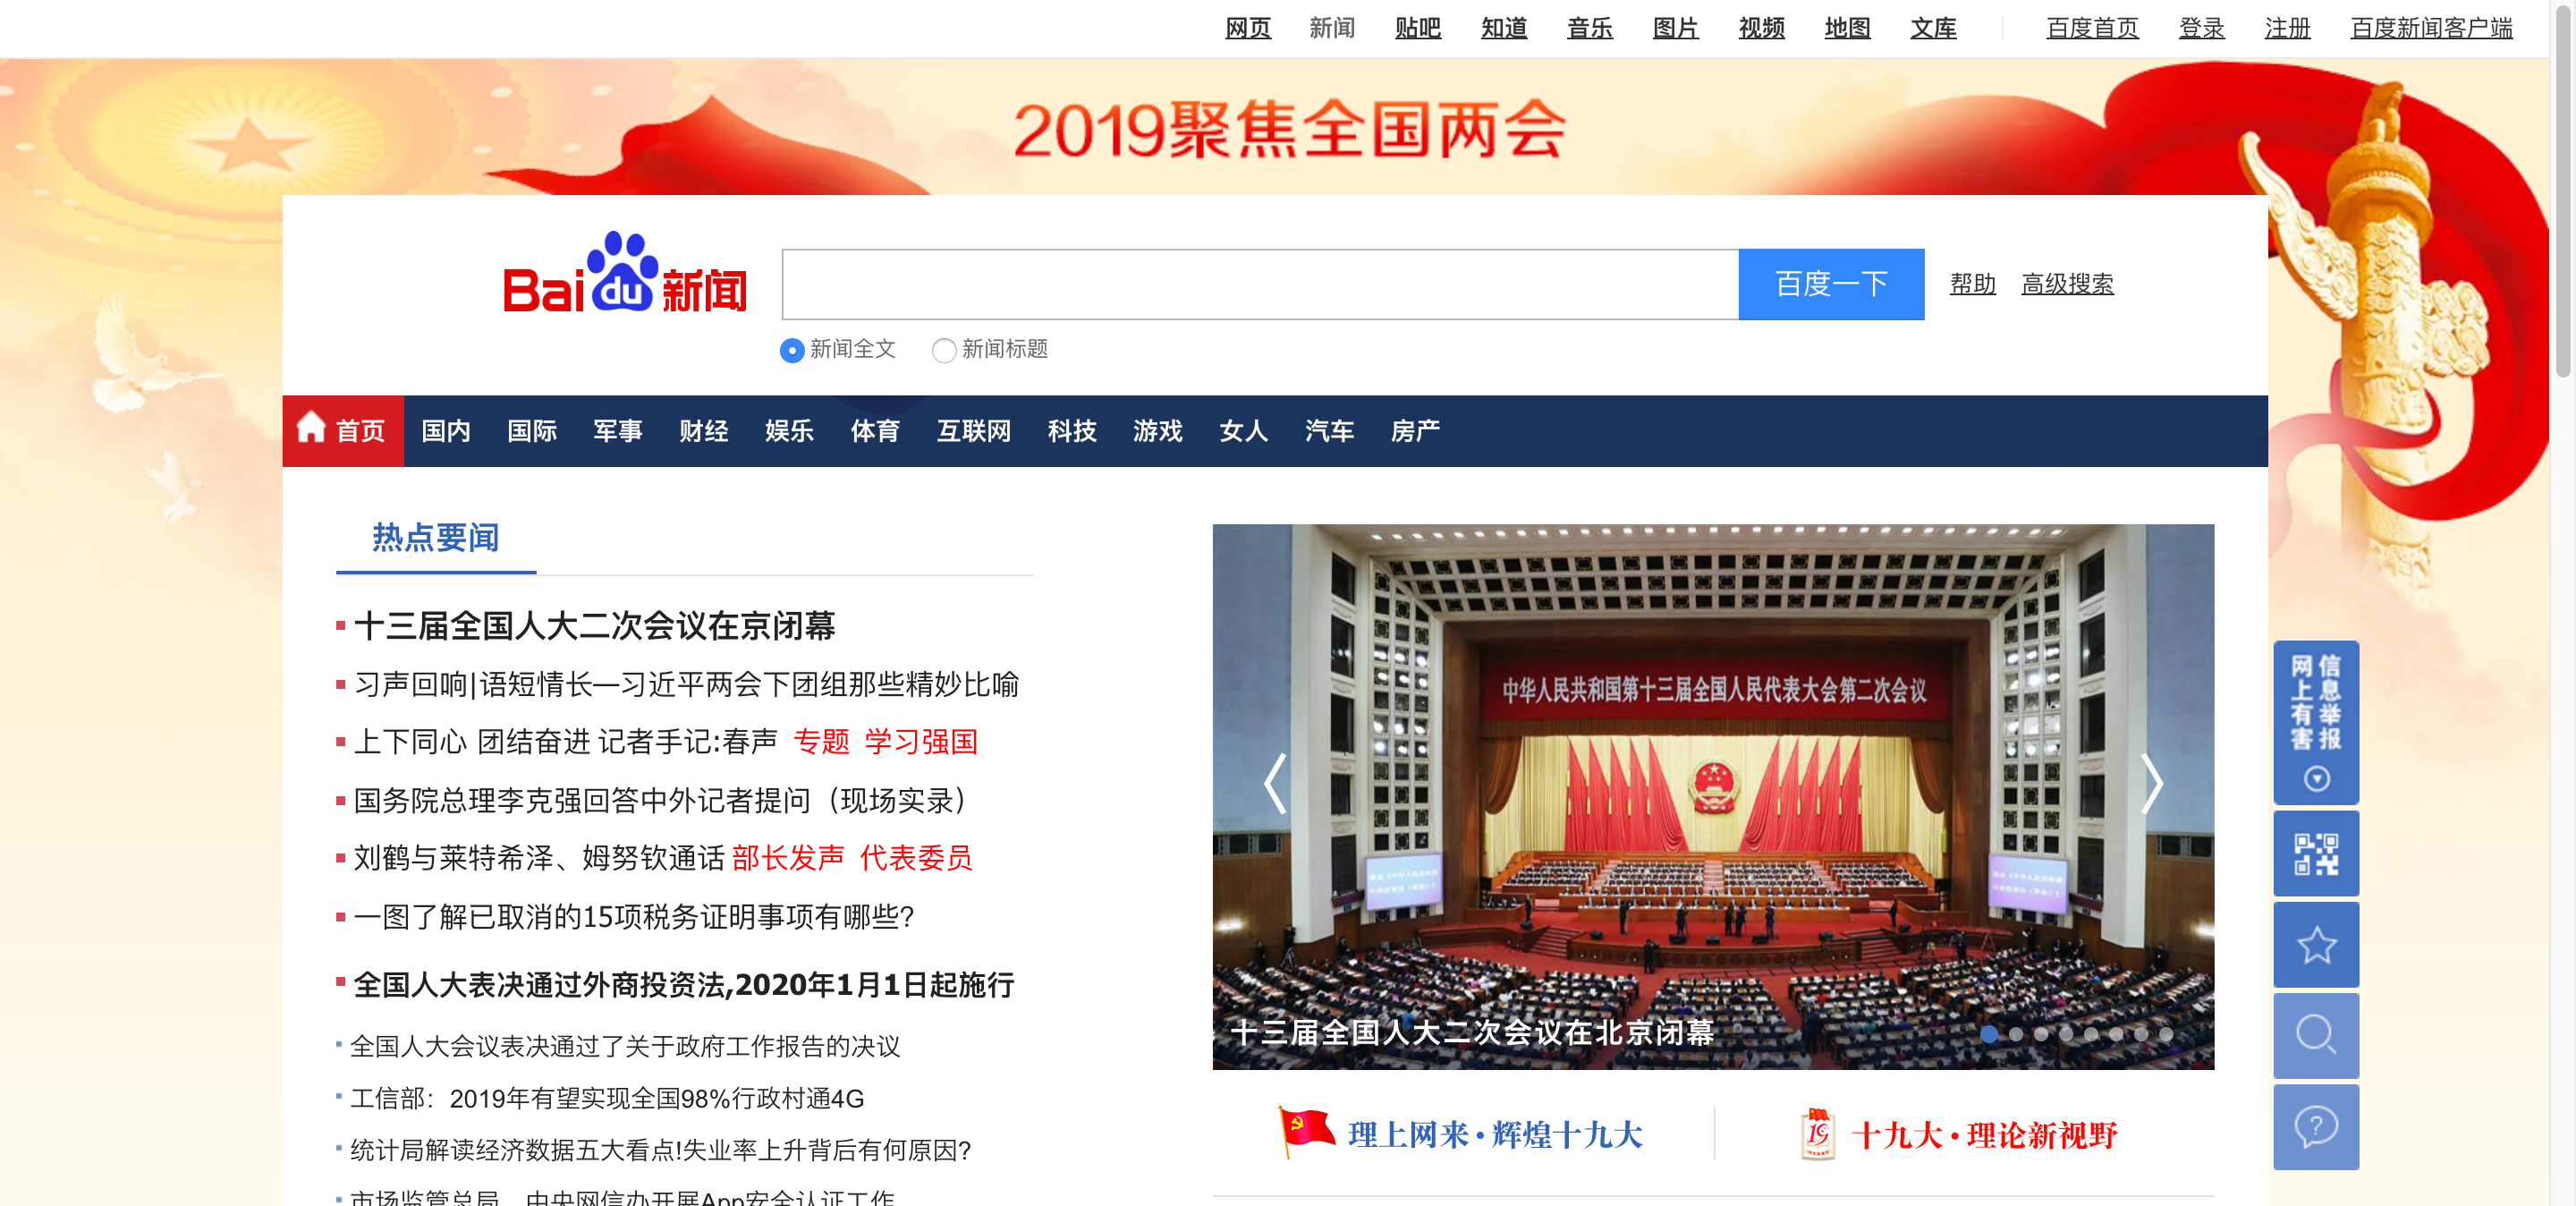 网页 新闻 贴吧 知道 音乐 图片 视频 地图 文库 百度首页 登录 注册 百度新闻客户端
2019聚焦全国两会
Bai du 新闻
百度一下 帮助 高级搜索
新闻全文 新闻标题
首页 国内 国际 军事 财经 娱乐 体育 互联网 科技 游戏 女人 汽车 房产
热点要闻
十三届全国人大二次会议在京闭幕
习声回响|语短情长—习近平两会下团组那些精妙比喻
上下同心 团结奋进 记者手记:春声 专题 学习强国
国务院总理李克强回答中外记者提问（现场实录）
刘鹤与莱特希泽、姆努钦通话 部长发声 代表委员
一图了解已取消的15项税务证明事项有哪些?
全国人大表决通过外商投资法,2020年1月1日起施行
全国人大会议表决通过了关于政府工作报告的决议
工信部：2019年有望实现全国98%行政村通4G
统计局解读经济数据五大看点!失业率上升背后有何原因?
市场监管总局、中央网信办开展App安全认证工作
中华人民共和国第十三届全国人民代表大会第二次会议
十三届全国人大二次会议在北京闭幕
理上网来·辉煌十九大
19 十九大·理论新视野
网上有害
信息举报